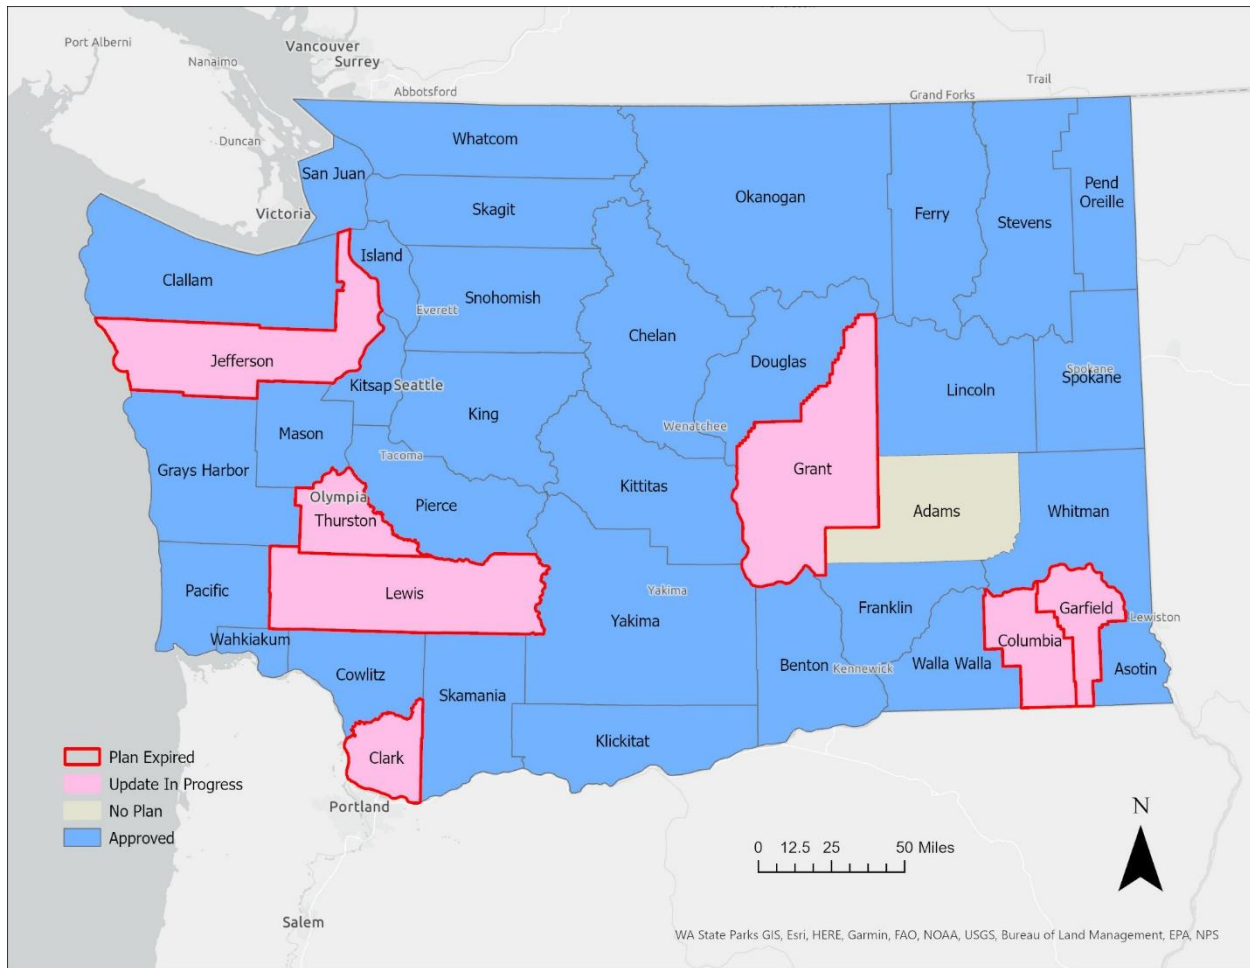 Port Alberni
Vancouver
Surrey
Nanaimo
Abbotsford
Trail
Grand Forks
Duncan
Whatcom
San Juan
Okanogan
Pend
Oreille
Skagit
Ferry
Stevens
Victoria
Island
Clallam
Snohomish
Everett
Chelan
Jefferson
Douglas
Spokane
Spokane
Kitsap
Seattle
Lincoln
King
Wenatchee
Mason
Tacoma
Grays Harbor
Grant
Kittitas
Olympia
Thurston
Pierce
Adams
Whitman
Pacific
Lewis
Yakima
Yakima
Franklin
Garfield
Lewiston
Wahkiakum
Columbia
Benton
Kennewick
Walla Walla
Asotin
Cowlitz
Skamania
Klickitat
Clark
Plan Expired
Update In Progress
No Plan
Approved
Portland
N
0 12.5 25 50 Miles
Salem
WA State Parks GIS, Esri, HERE, Garmin, FAO, NOAA, USGS, Bureau of Land Management, EPA, NPS